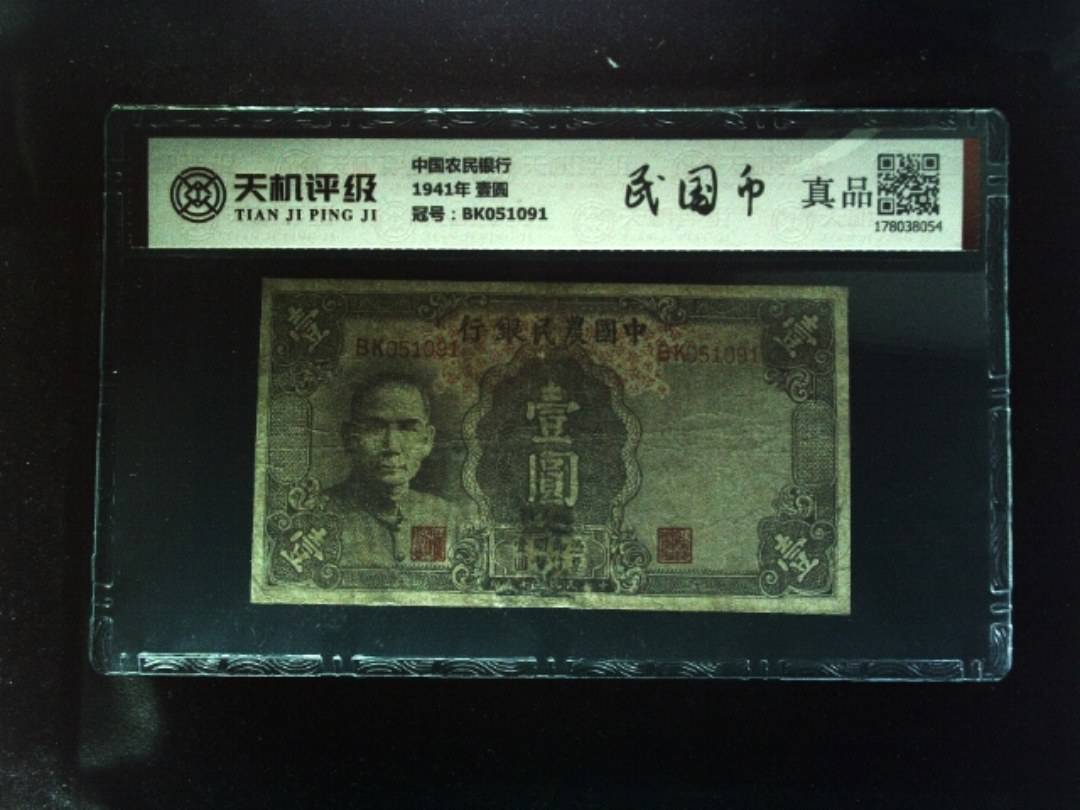 天机评级
TIAN JI PING JI
中国农民银行
1941年 壹圆
冠号：BK051091
民国币
真品
178038054
行銀民農國中
BK051091
BK051091
壹
壹
壹
圓
壹
壹